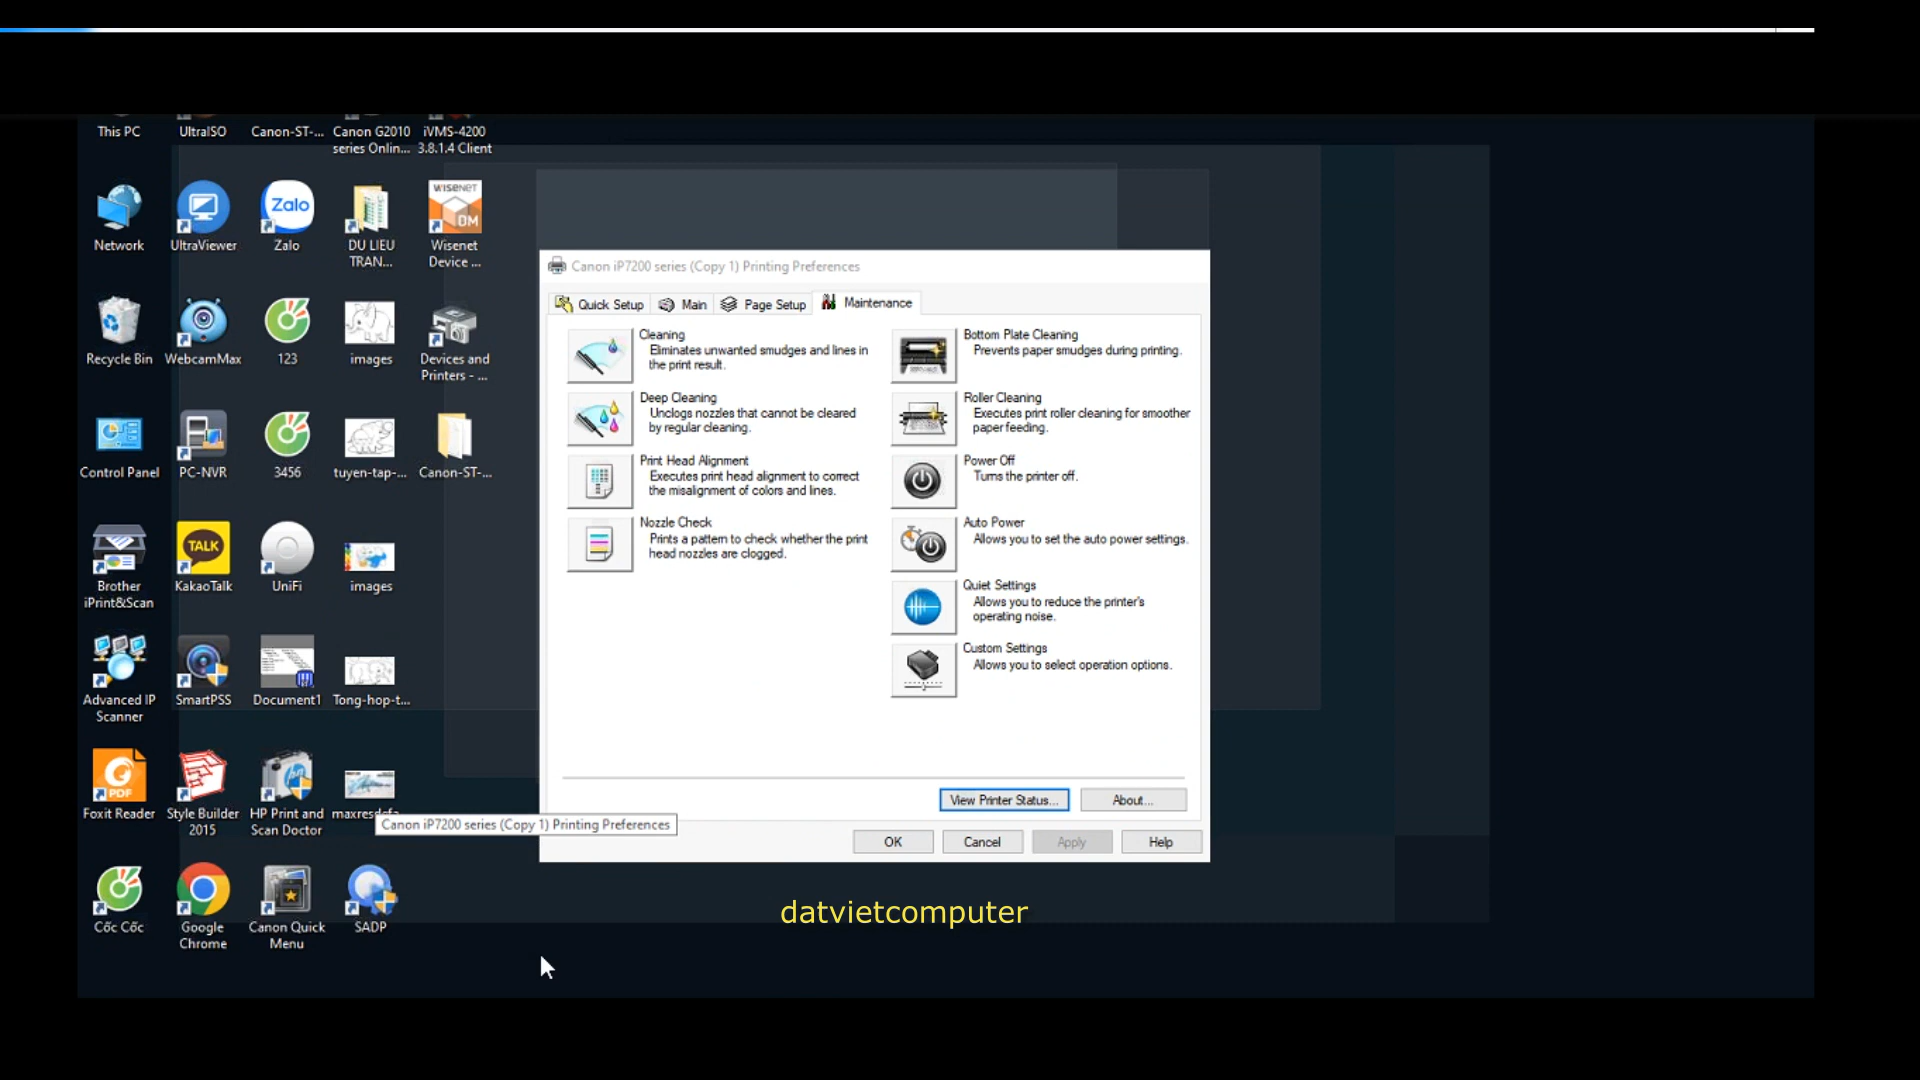 This PC
UltraISO
Canon-ST-...
Canon G2010
series Onlin...
iVMS-4200
3.8.1.4 Client
Network
UltraViewer
Zalo
Zalo
DU LIEU
TRAN...
WISENET
DM
Wisenet
Device ...
Recycle Bin
WebcamMax
123
images
Devices and
Printers - ...
Control Panel
PC-NVR
3456
tuyen-tap-...
Canon-ST-...
Brother
iPrint&Scan
TALK
KakaoTalk
UniFi
images
Advanced IP
Scanner
SmartPSS
Document1
Tong-hop-t...
PDF
Foxit Reader
Style Builder
2015
hp
HP Print and
Scan Doctor
Cốc Cốc
Google
Chrome
Canon Quick
Menu
SADP
Canon iP7200 series (Copy 1) Printing Preferences
Canon iP7200 series (Copy 1) Printing Preferences
Quick Setup
Main
Page Setup
Maintenance
Cleaning
Eliminates unwanted smudges and lines in
the print result.
Deep Cleaning
Unclogs nozzles that cannot be cleared
by regular cleaning.
Print Head Alignment
Executes print head alignment to correct
the misalignment of colors and lines.
Nozzle Check
Prints a pattern to check whether the print
head nozzles are clogged.
Bottom Plate Cleaning
Prevents paper smudges during printing.
Roller Cleaning
Executes print roller cleaning for smoother
paper feeding.
Power Off
Turns the printer off.
Auto Power
Allows you to set the auto power settings.
Quiet Settings
Allows you to reduce the printer's
operating noise.
Custom Settings
Allows you to select operation options.
View Printer Status...
About...
OK
Cancel
Apply
Help
datvietcomputer